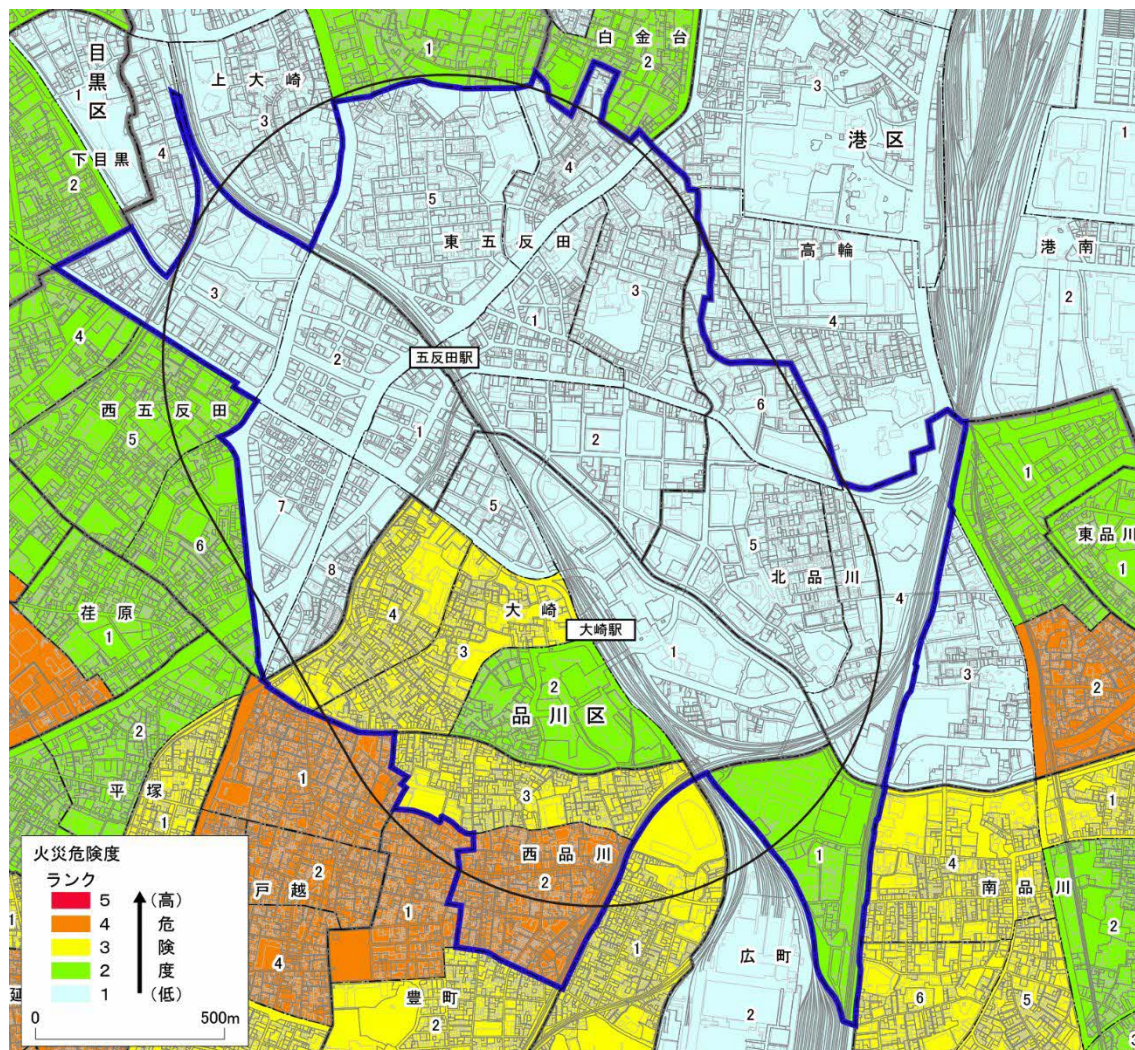 目黒区
1
上大崎
3
4
下目黒
2
1
白金台
2
3
港区
1
港南
2
高輪
4
4
5
東五反田
3
1
五反田駅
3
2
1
2
6
4
西五反田
5
7
8
6
5
5
北品川
4
荏原
1
4
大崎
3
大崎駅
1
2
品川区
1
東品川
1
2
3
2
平塚
1
1
3
西品川
2
戸越
2
1
4
1
豊町
2
1
広町
2
4
南品川
1
2
6
5
3
1
延
火災危険度
ランク
5 (高)
4 危
3 険
2 度
1 (低)
0 500m